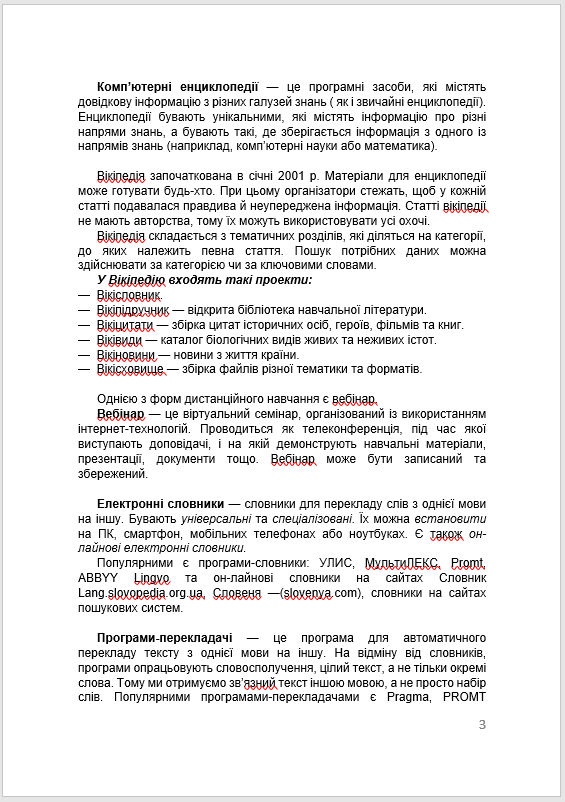 Комп’ютерні енциклопедії — це програмні засоби, які містять
довідкову інформацію з різних галузей знань ( як і звичайні енциклопедії).
Енциклопедії бувають унікальними, які містять інформацію про різні
напрями знань, а бувають такі, де зберігається інформація з одного із
напрямів знань (наприклад, комп’ютерні науки або математика).
Вікіпедія започаткована в січні 2001 р. Матеріали для енциклопедії
може готувати будь-хто. При цьому організатори стежать, щоб у кожній
статті подавалася правдива й неупереджена інформація. Статті вікіпедії
не мають авторства, тому їх можуть використовувати усі охочі.
Вікіпедія складається з тематичних розділів, які діляться на категорії,
до яких належить певна стаття. Пошук потрібних даних можна
здійснювати за категорією чи за ключовими словами.
У Вікіпедію входять такі проекти:
— Вікісловник.
— Вікіпідручник — відкрита бібліотека навчальної літератури.
— Вікіцитати — збірка цитат історичних осіб, героїв, фільмів та книг.
— Віківиди — каталог біологічних видів живих та неживих істот.
— Вікіновини — новини з життя країни.
— Вікісховище — збірка файлів різної тематики та форматів.
Однією з форм дистанційного навчання є вебінар.
Вебінар — це віртуальний семінар, організований із використанням
інтернет-технологій. Проводиться як телеконференція, під час якої
виступають доповідачі, і на якій демонструють навчальні матеріали,
презентації, документи тощо. Вебінар може бути записаний та
збережений.
Електронні словники — словники для перекладу слів з однієї мови
на іншу. Бувають універсальні та спеціалізовані. Їх можна встановити
на ПК, смартфон, мобільних телефонах або ноутбуках. Є також он-
лайнові електронні словники.
Популярними є програми-словники: УЛИС, МультиЛЕКС, Promt,
ABBYY Lingvo та он-лайнові словники на сайтах Словник
Lang.slovopedia.org.ua, Словеня —(slovenya.com), словники на сайтах
пошукових систем.
Програми-перекладачі — це програма для автоматичного
перекладу тексту з однієї мови на іншу. На відміну від словників,
програми опрацьовують словосполучення, цілий текст, а не тільки окремі
слова. Тому ми отримуємо зв’язний текст іншою мовою, а не просто набір
слів. Популярними програмами-перекладачами є Pragma, PROMT
3